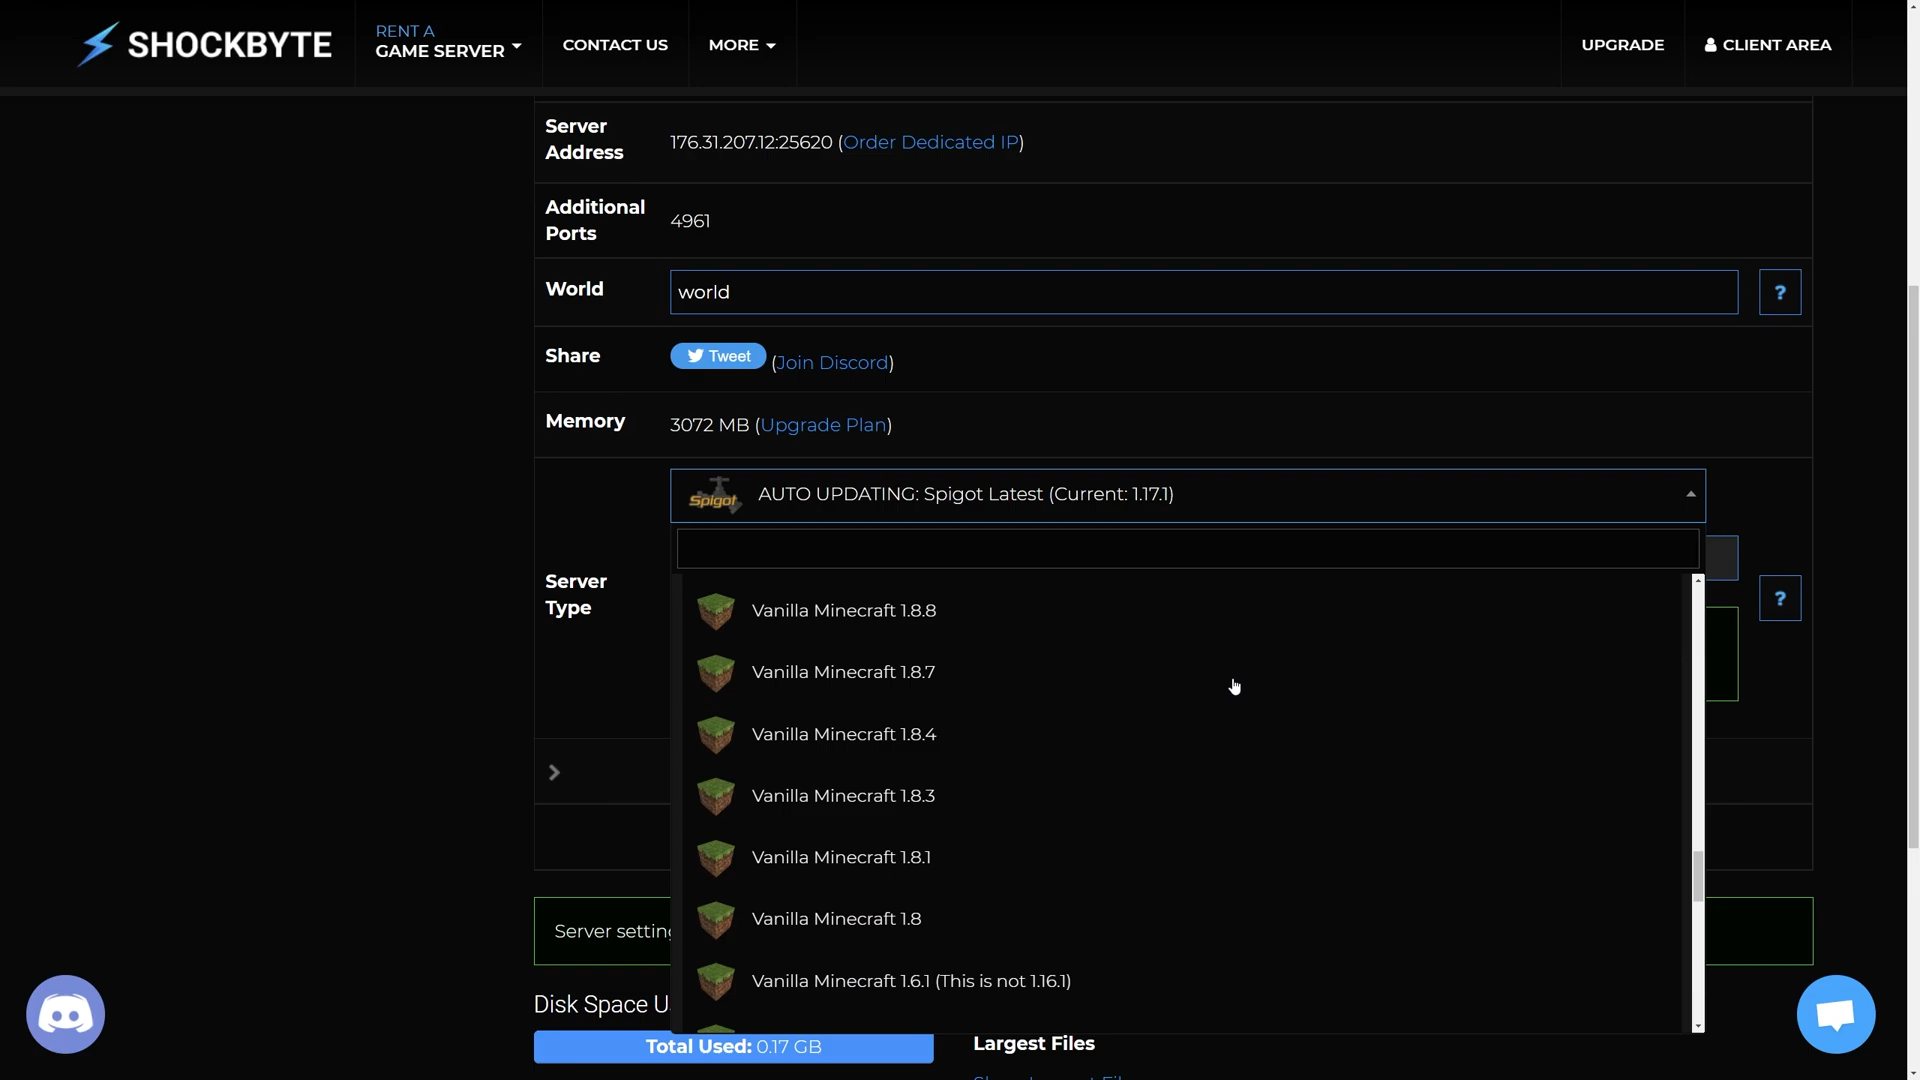 SHOCKBYTE
RENT A
GAME SERVER
CONTACT US
MORE
UPGRADE
CLIENT AREA
Server
Address
176.31.207.12:25620 (Order Dedicated IP)
Additional
Ports
4961
World
world
?
Share
Tweet
(Join Discord)
Memory
3072 MB (Upgrade Plan)
Server
Type
Spigot
AUTO UPDATING: Spigot Latest (Current: 1.17.1)
?
Vanilla Minecraft 1.8.8
Vanilla Minecraft 1.8.7
Vanilla Minecraft 1.8.4
Vanilla Minecraft 1.8.3
Vanilla Minecraft 1.8.1
Vanilla Minecraft 1.8
Vanilla Minecraft 1.6.1 (This is not 1.16.1)
Server setting
Disk Space U
Total Used: 0.17 GB
Largest Files